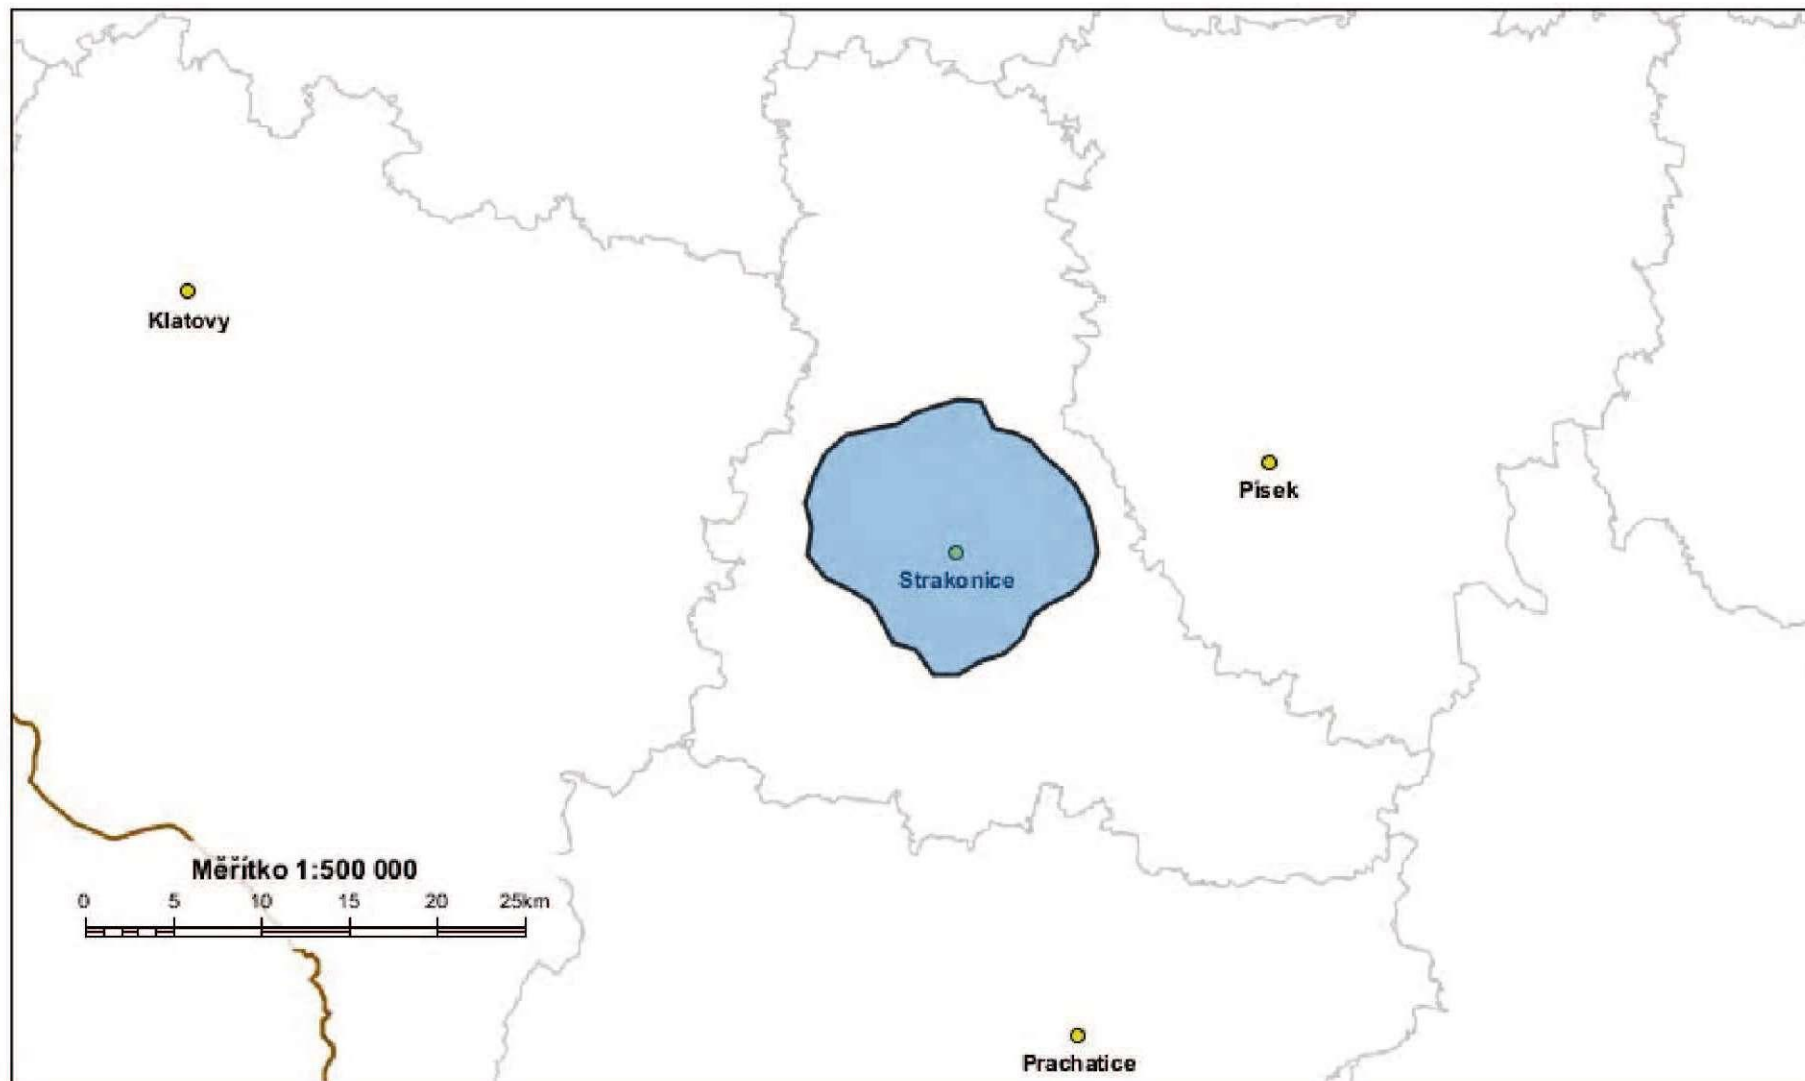 Klatovy
Písek
Strakonice
Měřítko 1:500 000
0 5 10 15 20 25km
Prachatice